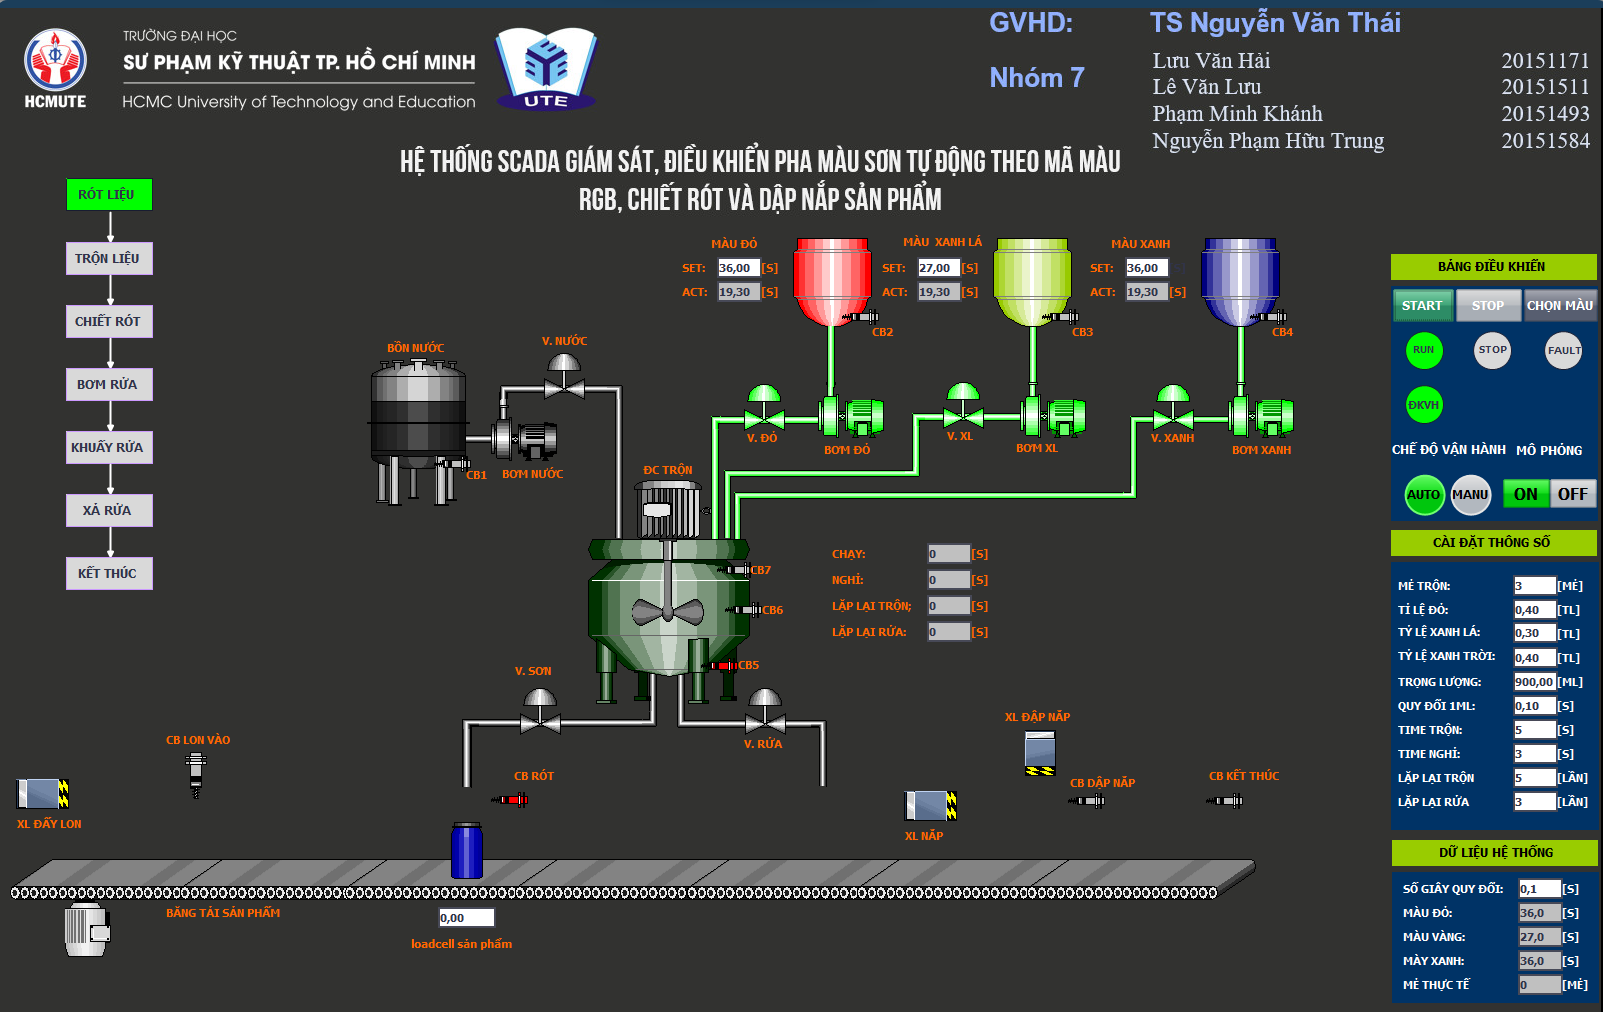 TRƯỜNG ĐẠI HỌC
SƯ PHẠM KỸ THUẬT TP. HỒ CHÍ MINH
HCMC University of Technology and Education
HCMUTE
UTE
GVHD: TS Nguyễn Văn Thái
Nhóm 7
Lưu Văn Hải 20151171
Lê Văn Lưu 20151511
Phạm Minh Khánh 20151493
Nguyễn Phạm Hữu Trung 20151584
HỆ THỐNG SCADA GIÁM SÁT, ĐIỀU KHIỂN PHA MÀU SƠN TỰ ĐỘNG THEO MÃ MÀU
RGB, CHIẾT RÓT VÀ DẬP NẮP SẢN PHẨM
RÓT LIỆU
TRỘN LIỆU
CHIẾT RÓT
BƠM RỬA
KHUẤY RỬA
XẢ RỬA
KẾT THÚC
MÀU ĐỎ
SET: 36,00 [S]
ACT: 19,30 [S]
CB2
MÀU XANH LÁ
SET: 27,00 [S]
ACT: 19,30 [S]
CB3
MÀU XANH
SET: 36,00
ACT: 19,30 [S]
CB4
BỒN NƯỚC
V. NƯỚC
CB1
BƠM NƯỚC
V. ĐỎ
BƠM ĐỎ
V. XL
BƠM XL
V. XANH
BƠM XANH
ĐC TRỘN
CB7
CB6
CB5
CHẠY: 0 [S]
NGHỈ: 0 [S]
LẶP LẠI TRỘN; 0 [S]
LẶP LẠI RỬA: 0 [S]
V. SƠN
V. RỬA
CB LON VÀO
XL ĐẨY LON
CB RÓT
XL ĐẬP NẮP
CB DẬP NẮP
CB KẾT THÚC
XL NẮP
BĂNG TẢI SẢN PHẨM
0,00
loadcell sản phẩm
BẢNG ĐIỀU KHIỂN
START STOP CHỌN MÀU
RUN STOP FAULT
ĐKVH
CHẾ ĐỘ VẬN HÀNH MÔ PHỎNG
AUTO MANU ON OFF
CÀI ĐẶT THÔNG SỐ
MẺ TRỘN: 3 [MẺ]
TỈ LỆ ĐỎ: 0,40 [TL]
TỶ LỆ XANH LÁ: 0,30 [TL]
TỶ LỆ XANH TRỜI: 0,40 [TL]
TRỌNG LƯỢNG: 900,00 [ML]
QUY ĐỔI 1ML: 0,10 [S]
TIME TRỘN: 5 [S]
TIME NGHỈ: 3 [S]
LẶP LẠI TRỘN 5 [LẦN]
LẶP LẠI RỬA 3 [LẦN]
DỮ LIỆU HỆ THỐNG
SỐ GIÂY QUY ĐỔI: 0,1 [S]
MÀU ĐỎ: 36,0 [S]
MÀU VÀNG: 27,0 [S]
MÀY XANH: 36,0 [S]
MẺ THỰC TẾ 0 [MẺ]